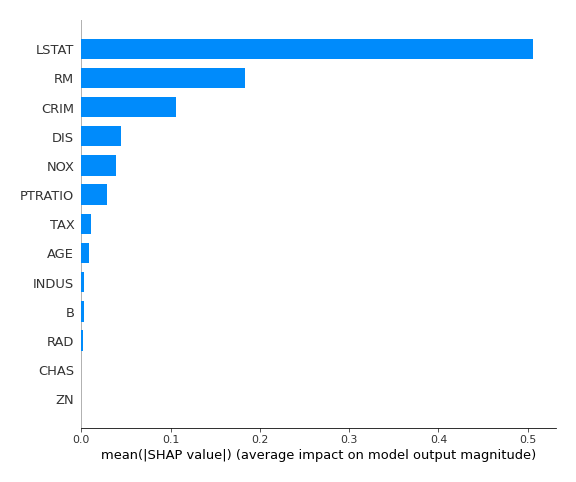 LSTAT
RM
CRIM
DIS
NOX
PTRATIO
TAX
AGE
INDUS
B
RAD
CHAS
ZN
0.0 0.1 0.2 0.3 0.4 0.5
mean(|SHAP value|) (average impact on model output magnitude)